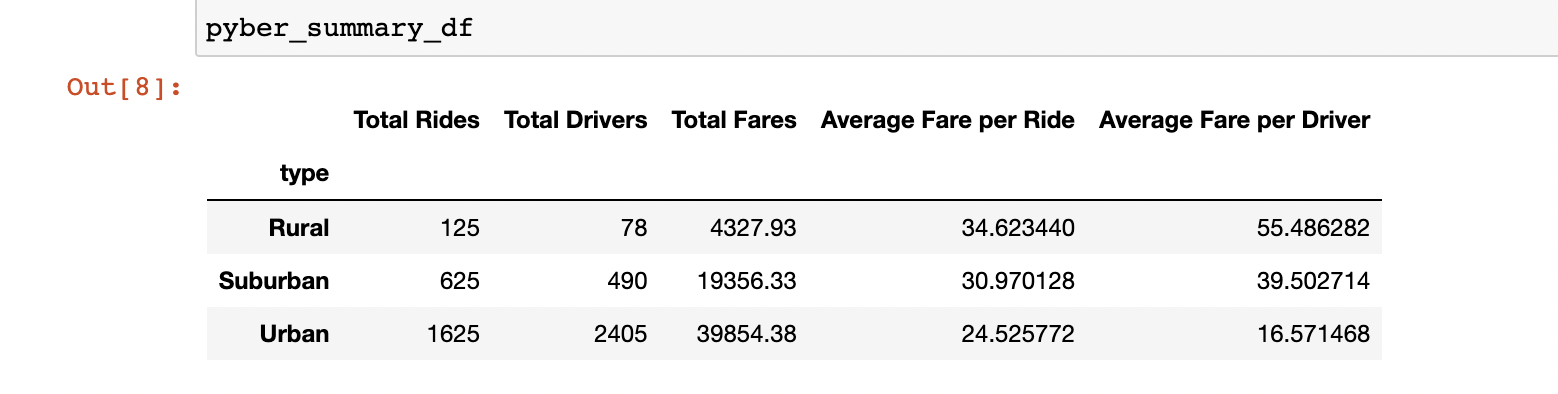 pyber_summary_df
Out[8]:
Total Rides Total Drivers Total Fares Average Fare per Ride Average Fare per Driver
type
Rural 125 78 4327.93 34.623440 55.486282
Suburban 625 490 19356.33 30.970128 39.502714
Urban 1625 2405 39854.38 24.525772 16.571468